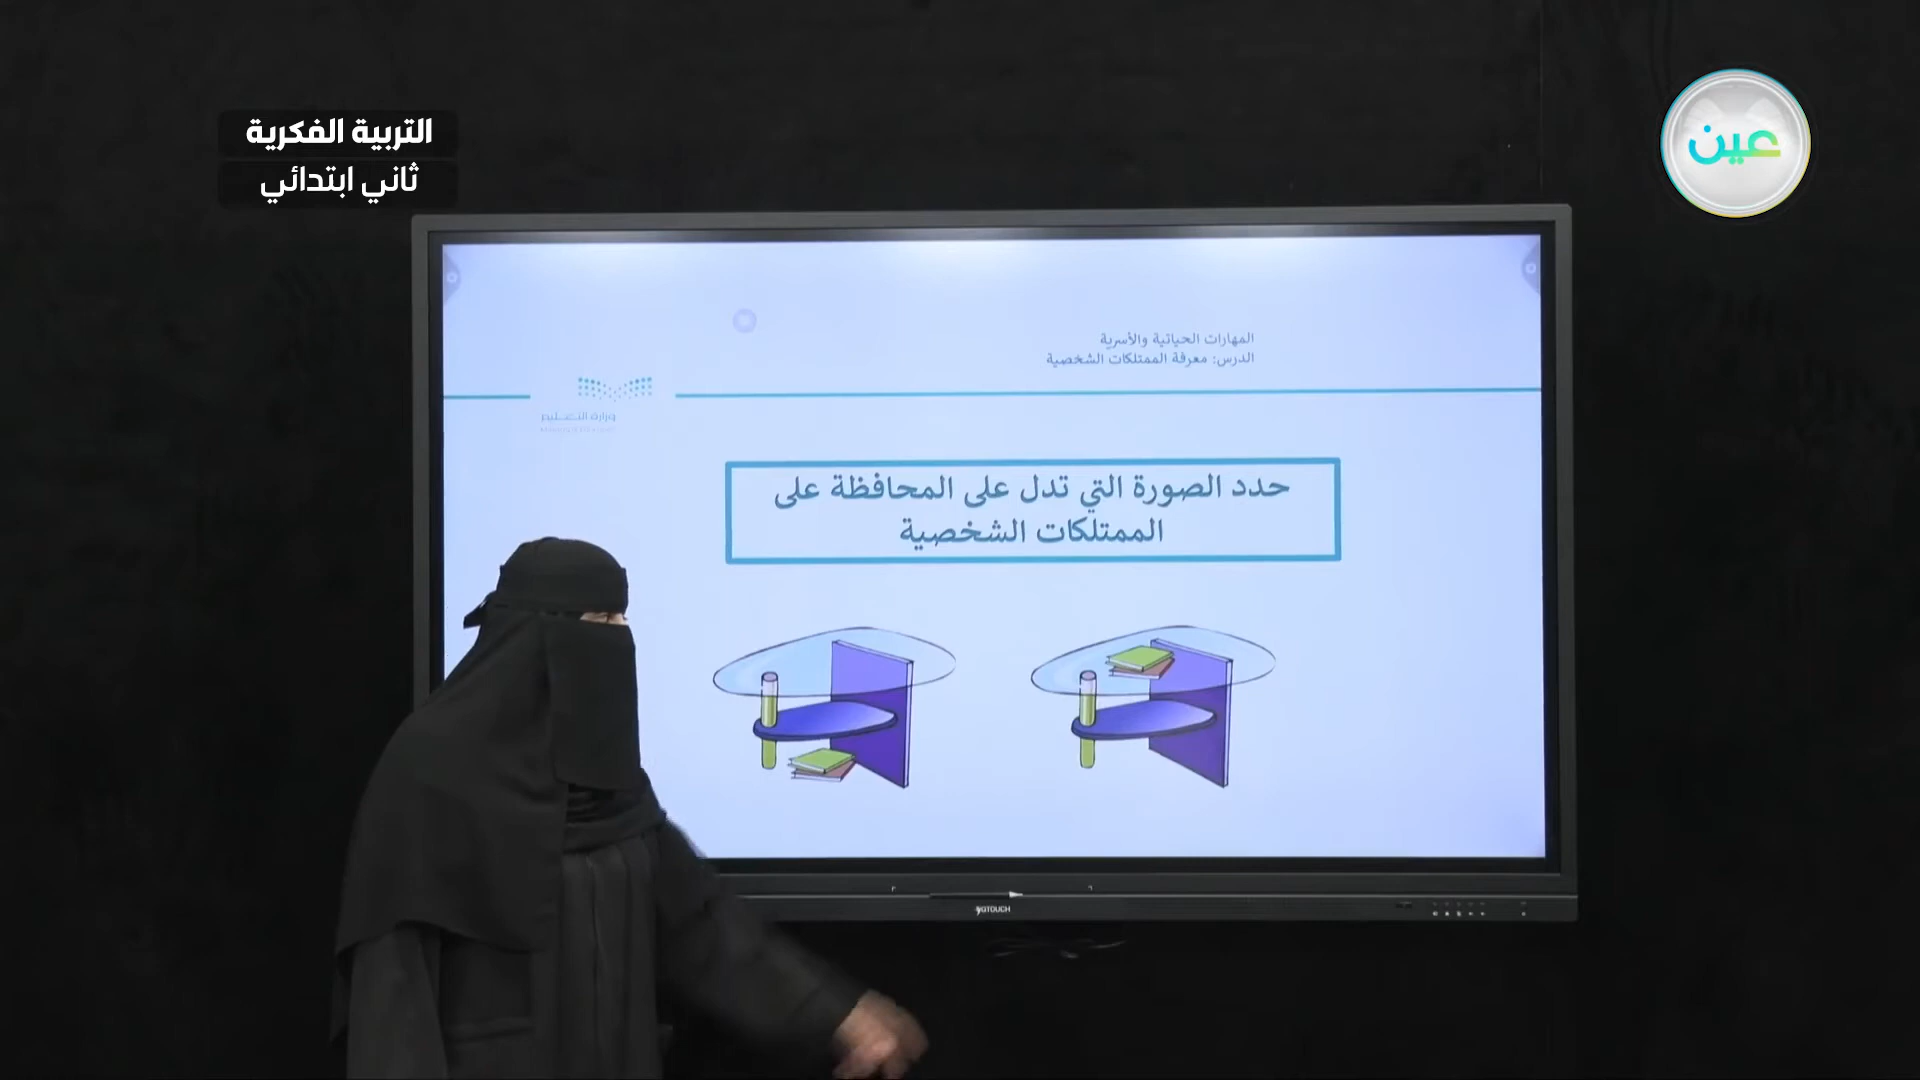 التربية الفكرية
ثاني ابتدائي
عين
المهارات الحياتية والأسرية
الدرس: معرفة الممتلكات الشخصية
وزارة التعليم
حدد الصورة التي تدل على المحافظة على
الممتلكات الشخصية
GTOUCH